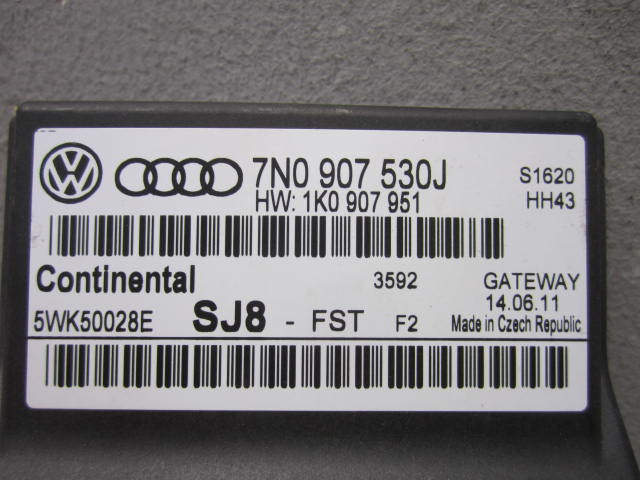 VW 7N0 907 530J S1620
HW: 1K0 907 951 HH43
Continental 3592 GATEWAY
14.06.11
5WK50028E SJ8 - FST F2 Made in Czech Republic